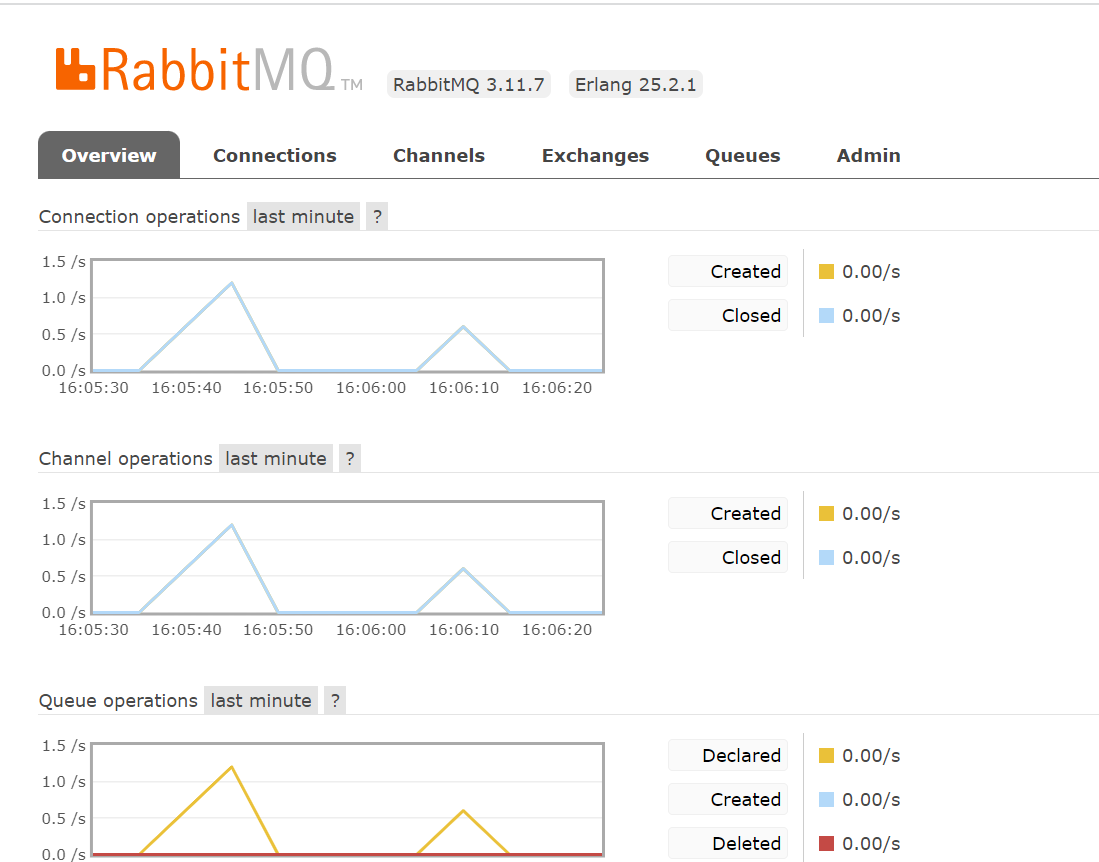 RabbitMQ TM RabbitMQ 3.11.7 Erlang 25.2.1
Overview Connections Channels Exchanges Queues Admin
Connection operations last minute ?
1.5 /s
1.0 /s
0.5 /s
0.0 /s
16:05:30 16:05:40 16:05:50 16:06:00 16:06:10 16:06:20
Created 0.00/s
Closed 0.00/s
Channel operations last minute ?
1.5 /s
1.0 /s
0.5 /s
0.0 /s
16:05:30 16:05:40 16:05:50 16:06:00 16:06:10 16:06:20
Created 0.00/s
Closed 0.00/s
Queue operations last minute ?
1.5 /s
1.0 /s
0.5 /s
0.0 /s
Declared 0.00/s
Created 0.00/s
Deleted 0.00/s